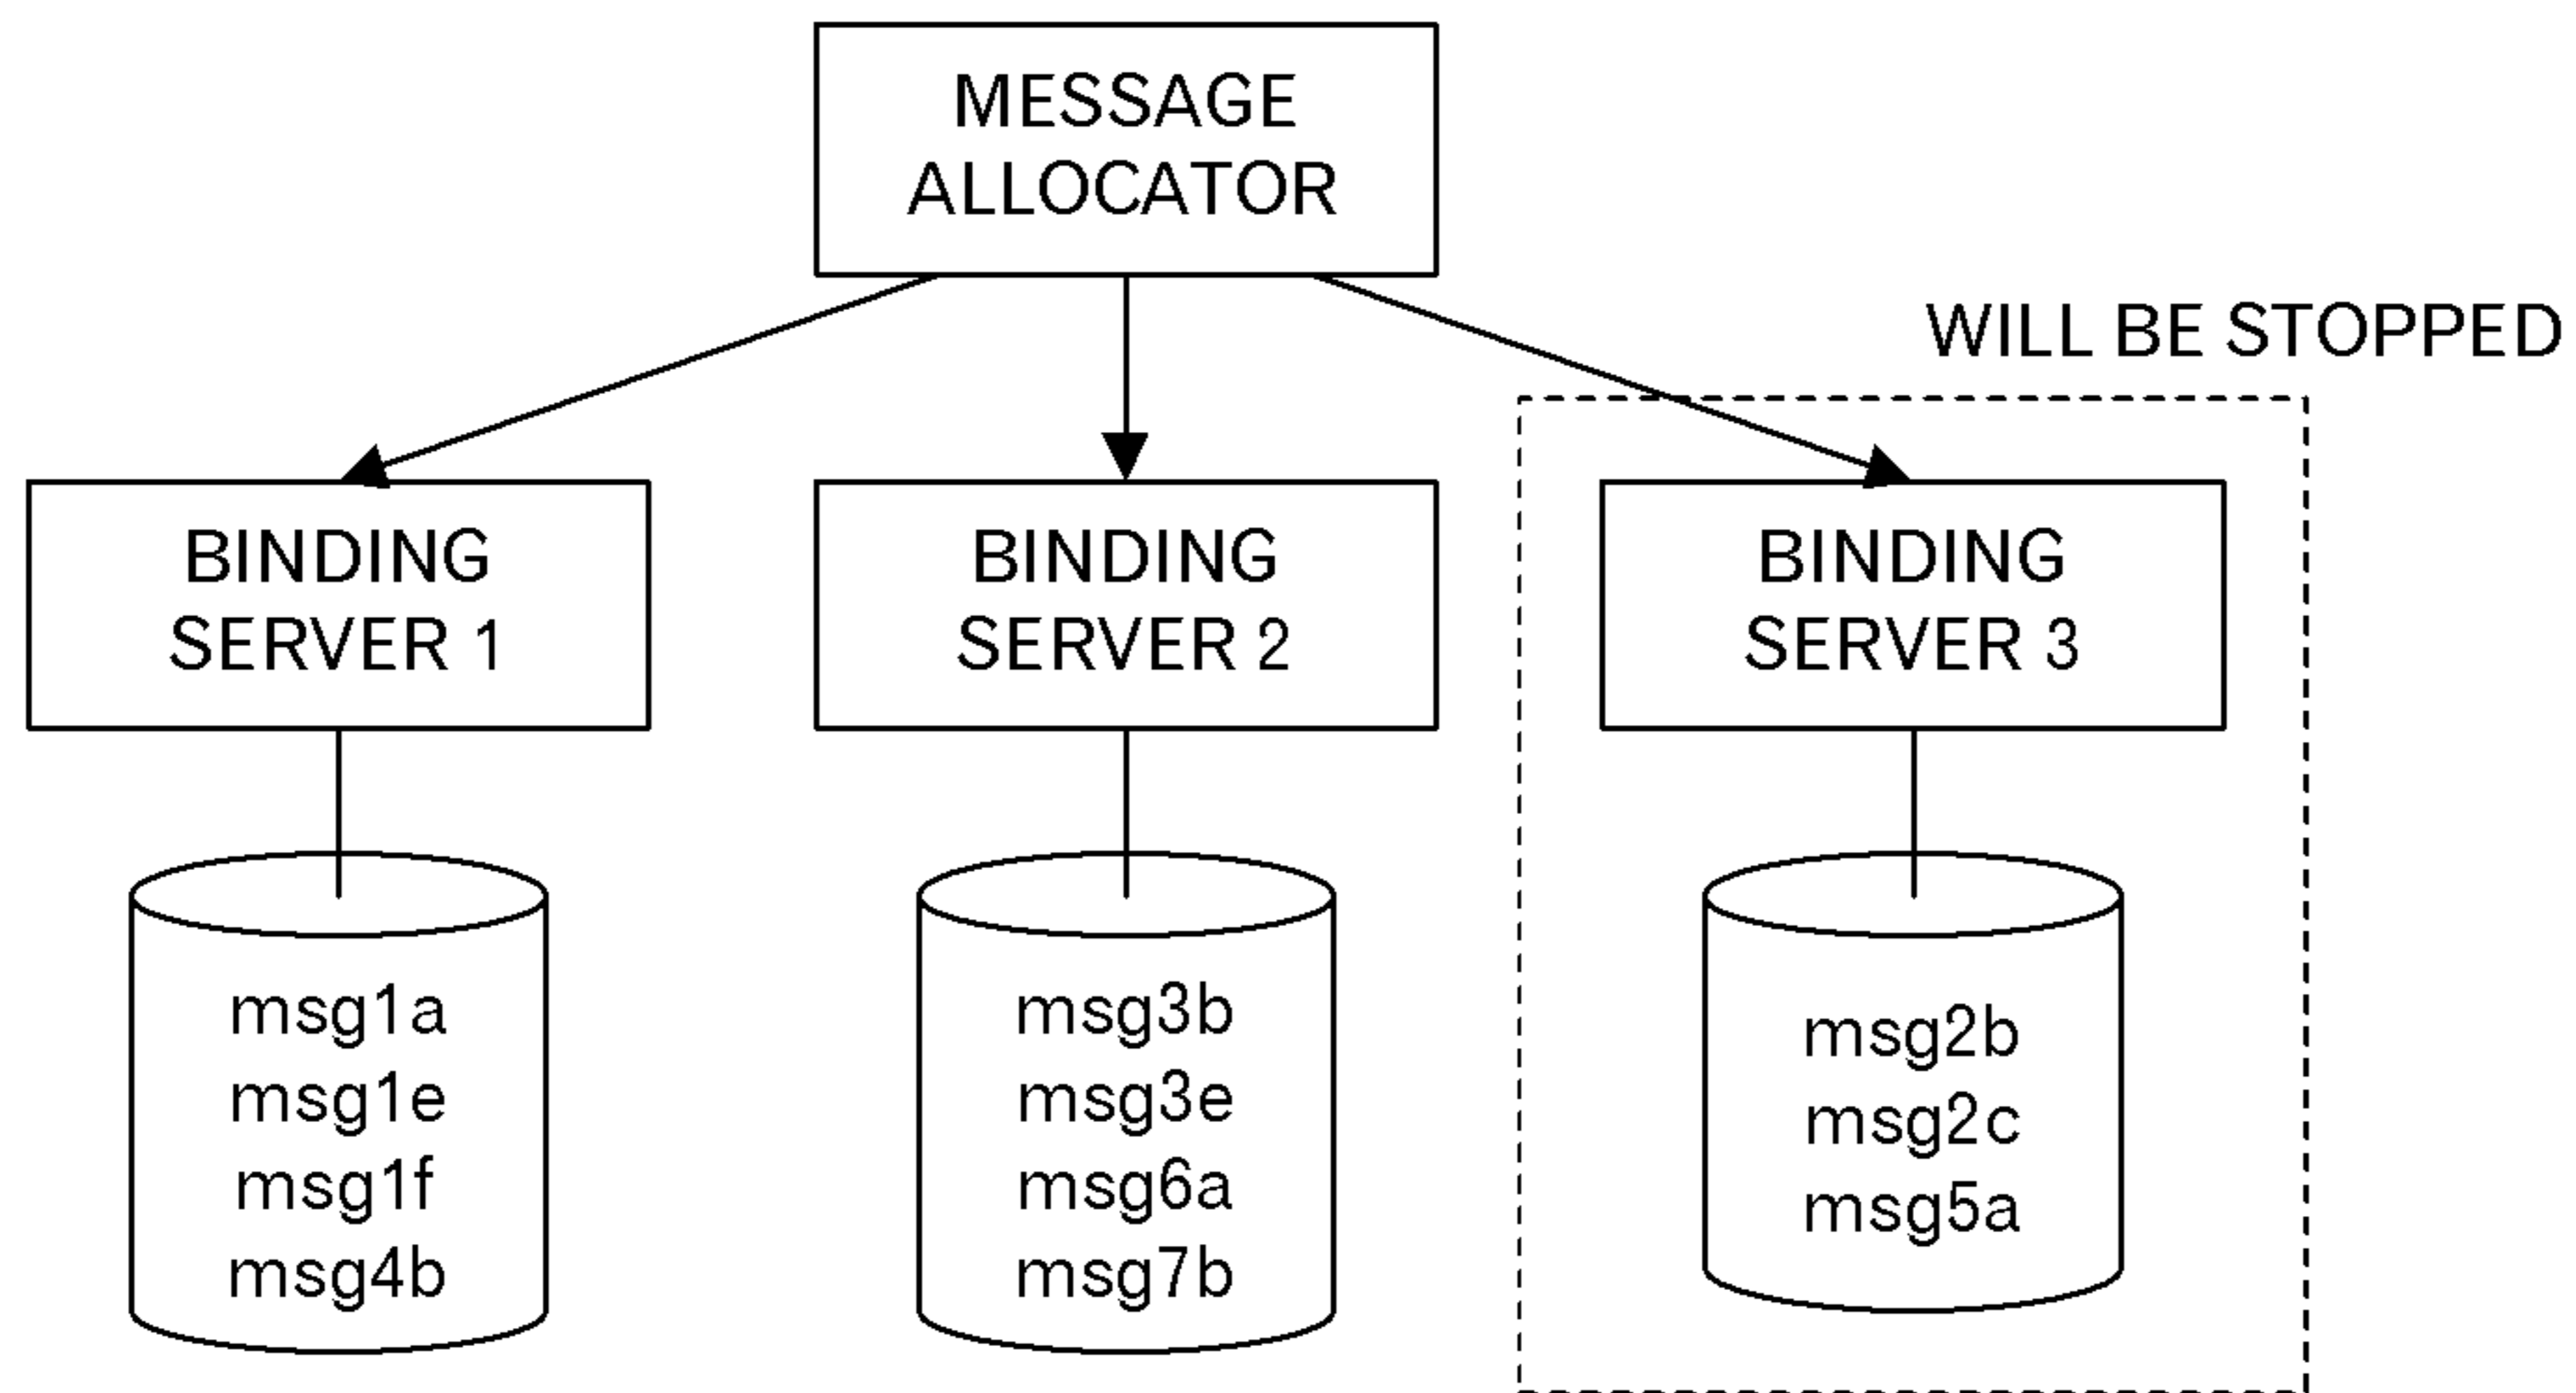 MESSAGE
ALLOCATOR
WILL BE STOPPED
BINDING
SERVER 1
BINDING
SERVER 2
BINDING
SERVER 3
msg1a
msg1e
msg1f
msg4b
msg3b
msg3e
msg6a
msg7b
msg2b
msg2c
msg5a